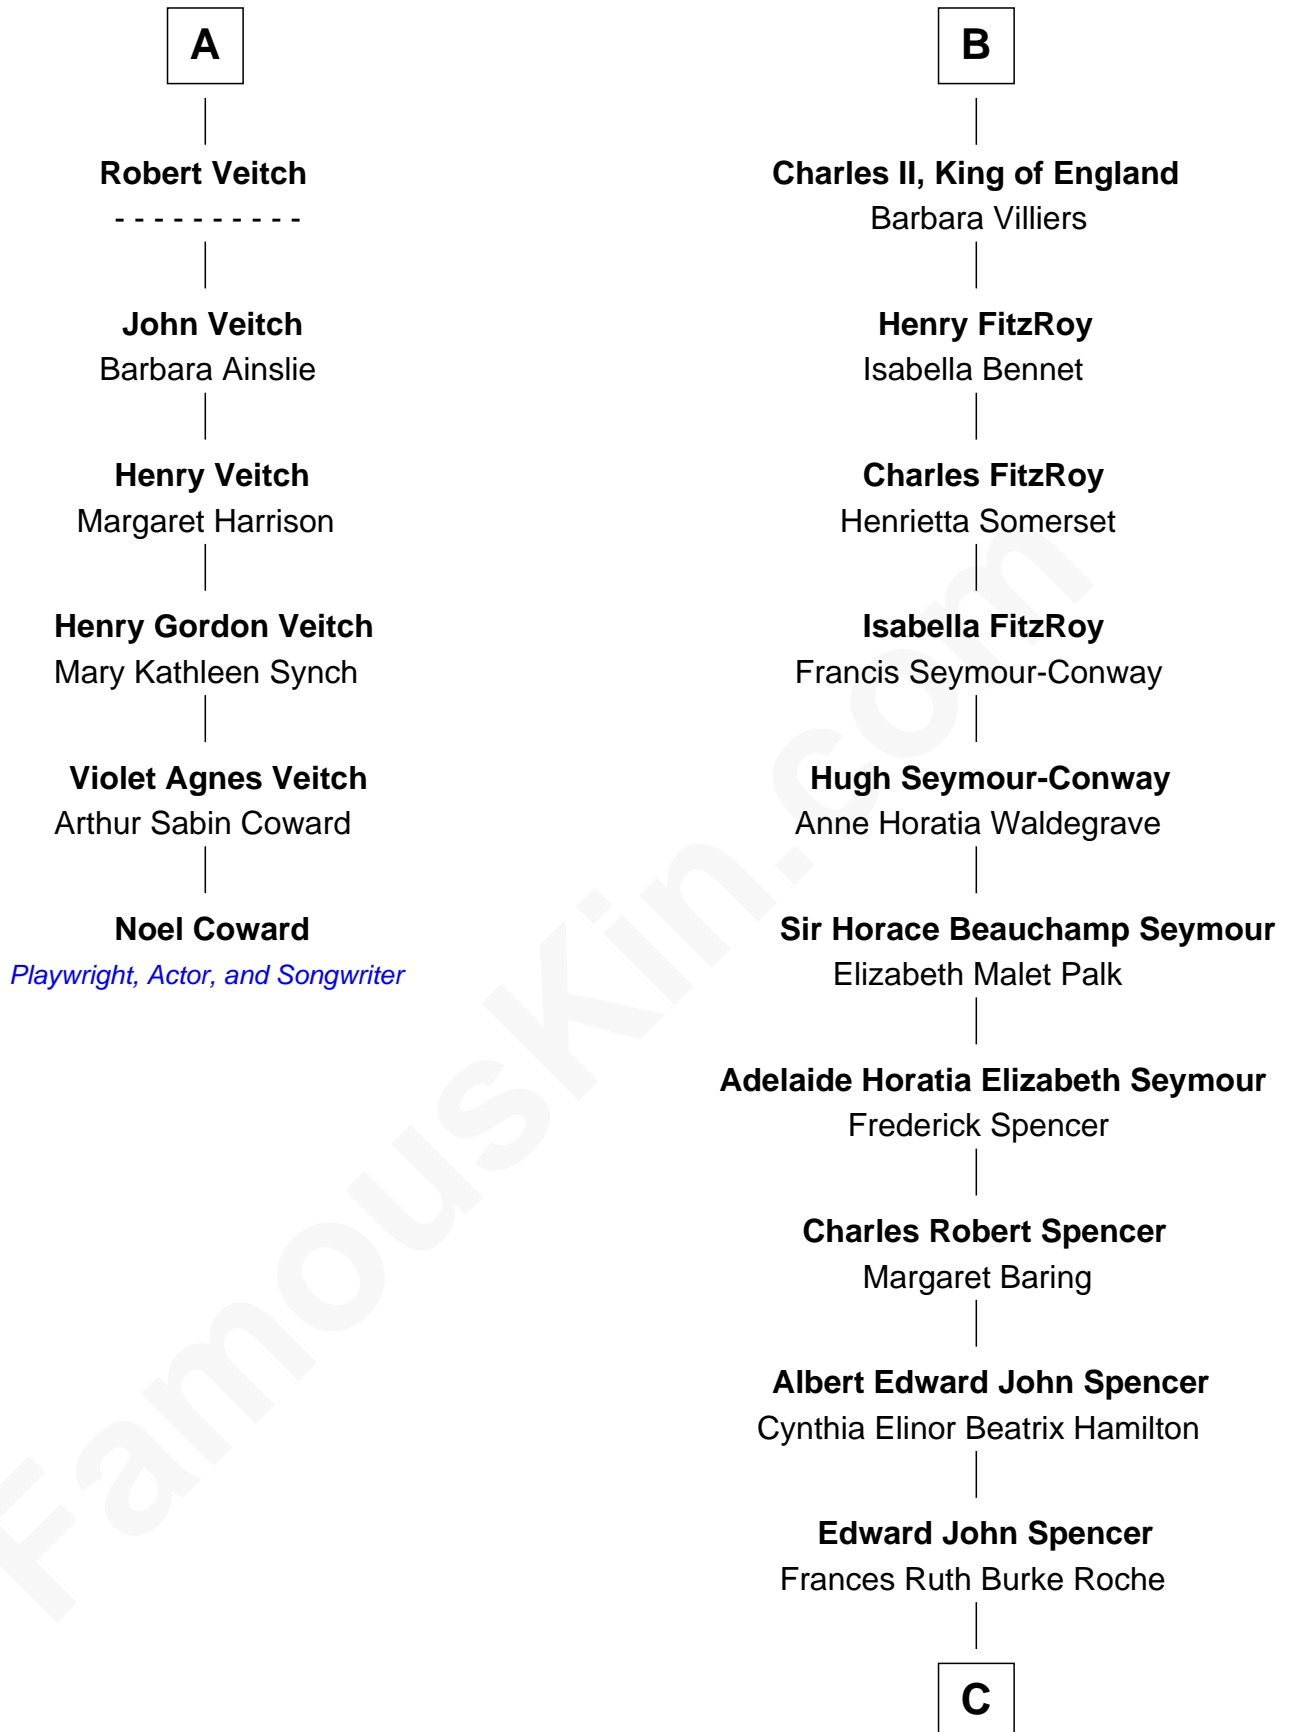 A
Robert Veitch
- - - - - - - - - -
John Veitch
Barbara Ainslie
Henry Veitch
Margaret Harrison
Henry Gordon Veitch
Mary Kathleen Synch
Violet Agnes Veitch
Arthur Sabin Coward
Noel Coward
Playwright, Actor, and Songwriter
B
Charles II, King of England
Barbara Villiers
Henry FitzRoy
Isabella Bennet
Charles FitzRoy
Henrietta Somerset
Isabella FitzRoy
Francis Seymour-Conway
Hugh Seymour-Conway
Anne Horatia Waldegrave
Sir Horace Beauchamp Seymour
Elizabeth Malet Palk
Adelaide Horatia Elizabeth Seymour
Frederick Spencer
Charles Robert Spencer
Margaret Baring
Albert Edward John Spencer
Cynthia Elinor Beatrix Hamilton
Edward John Spencer
Frances Ruth Burke Roche
C
FamousKin.com